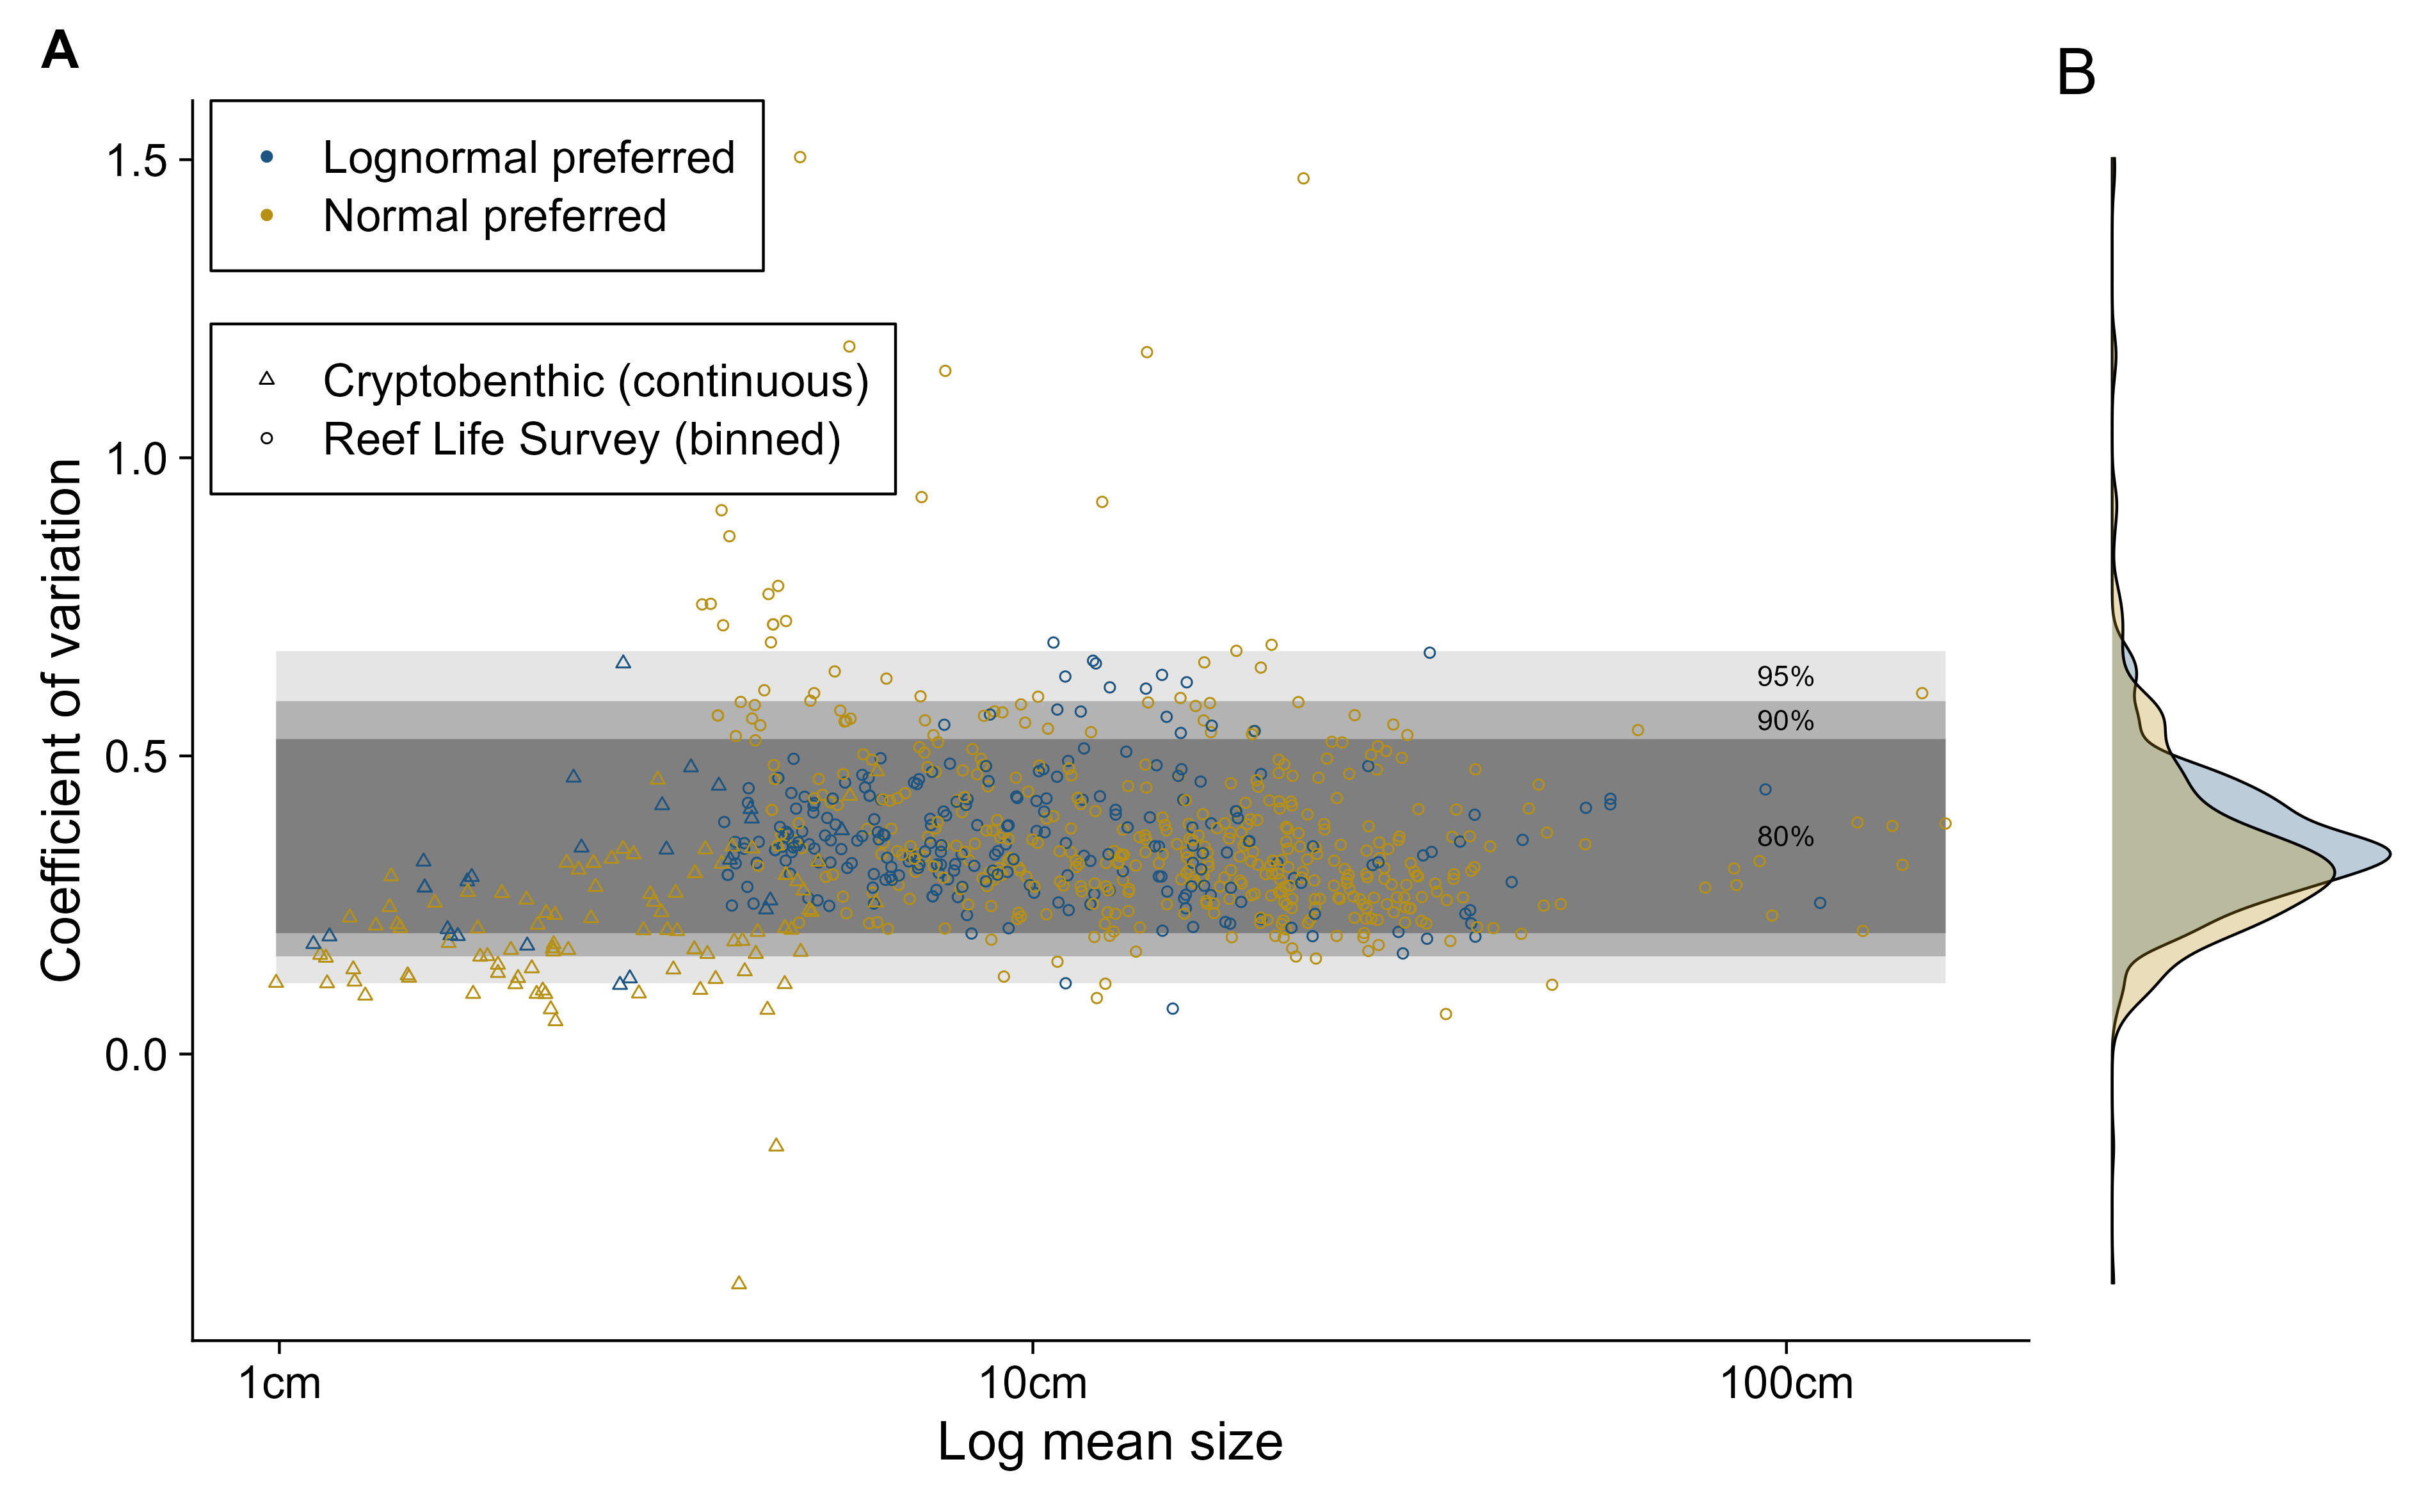 A
B
Lognormal preferred
Normal preferred
Cryptobenthic (continuous)
Reef Life Survey (binned)
1.5
1.0
0.5
0.0
Coefficient of variation
95%
90%
80%
1cm
10cm
100cm
Log mean size